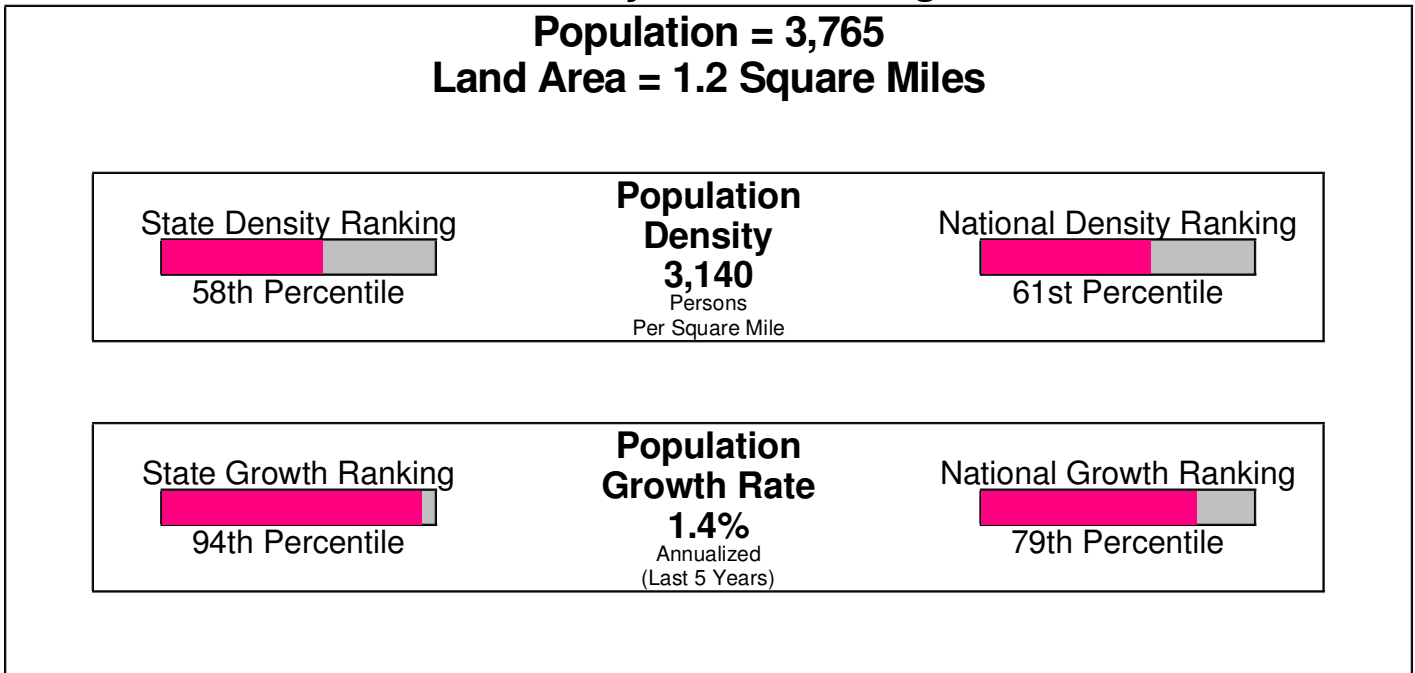 Population = 3,765
Land Area = 1.2 Square Miles
State Density Ranking
58th Percentile
Population
Density
3,140
Persons
Per Square Mile
National Density Ranking
61st Percentile
State Growth Ranking
94th Percentile
Population
Growth Rate
1.4%
Annualized
(Last 5 Years)
National Growth Ranking
79th Percentile